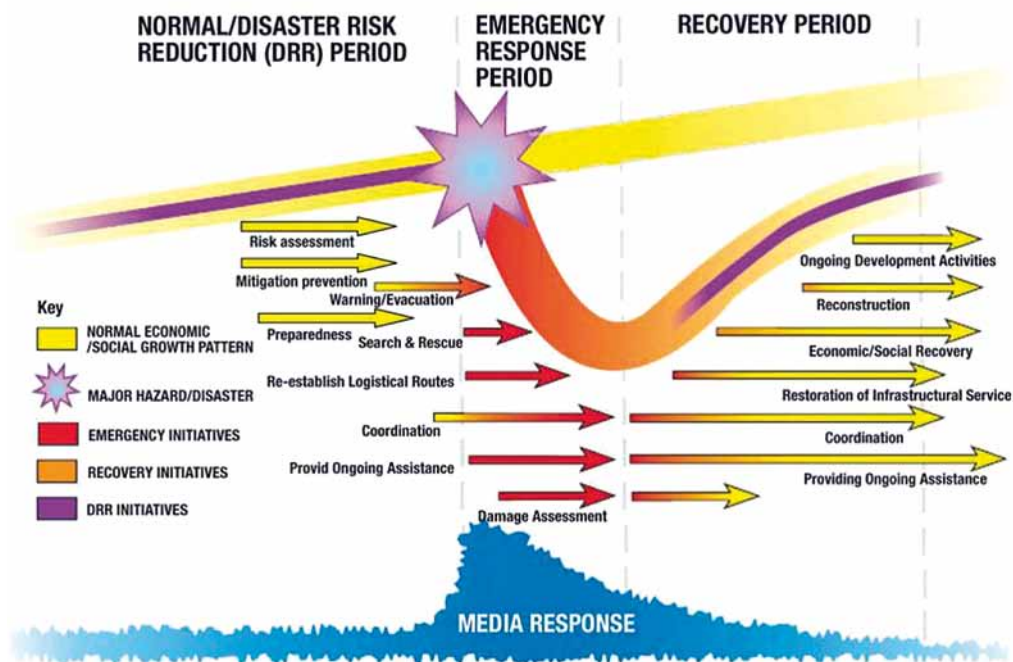 NORMAL/DISASTER RISK
REDUCTION (DRR) PERIOD
EMERGENCY
RESPONSE
PERIOD
RECOVERY PERIOD
Risk assessment
Mitigation prevention
Warning/Evacuation
Preparedness
Search & Rescue
Re-establish Logistical Routes
Coordination
Provid Ongoing Assistance
Damage Assessment
Ongoing Development Activities
Reconstruction
Economic/Social Recovery
Restoration of Infrastructural Service
Coordination
Providing Ongoing Assistance
Key
NORMAL ECONOMIC
/SOCIAL GROWTH PATTERN
MAJOR HAZARD/DISASTER
EMERGENCY INITIATIVES
RECOVERY INITIATIVES
DRR INITIATIVES
MEDIA RESPONSE